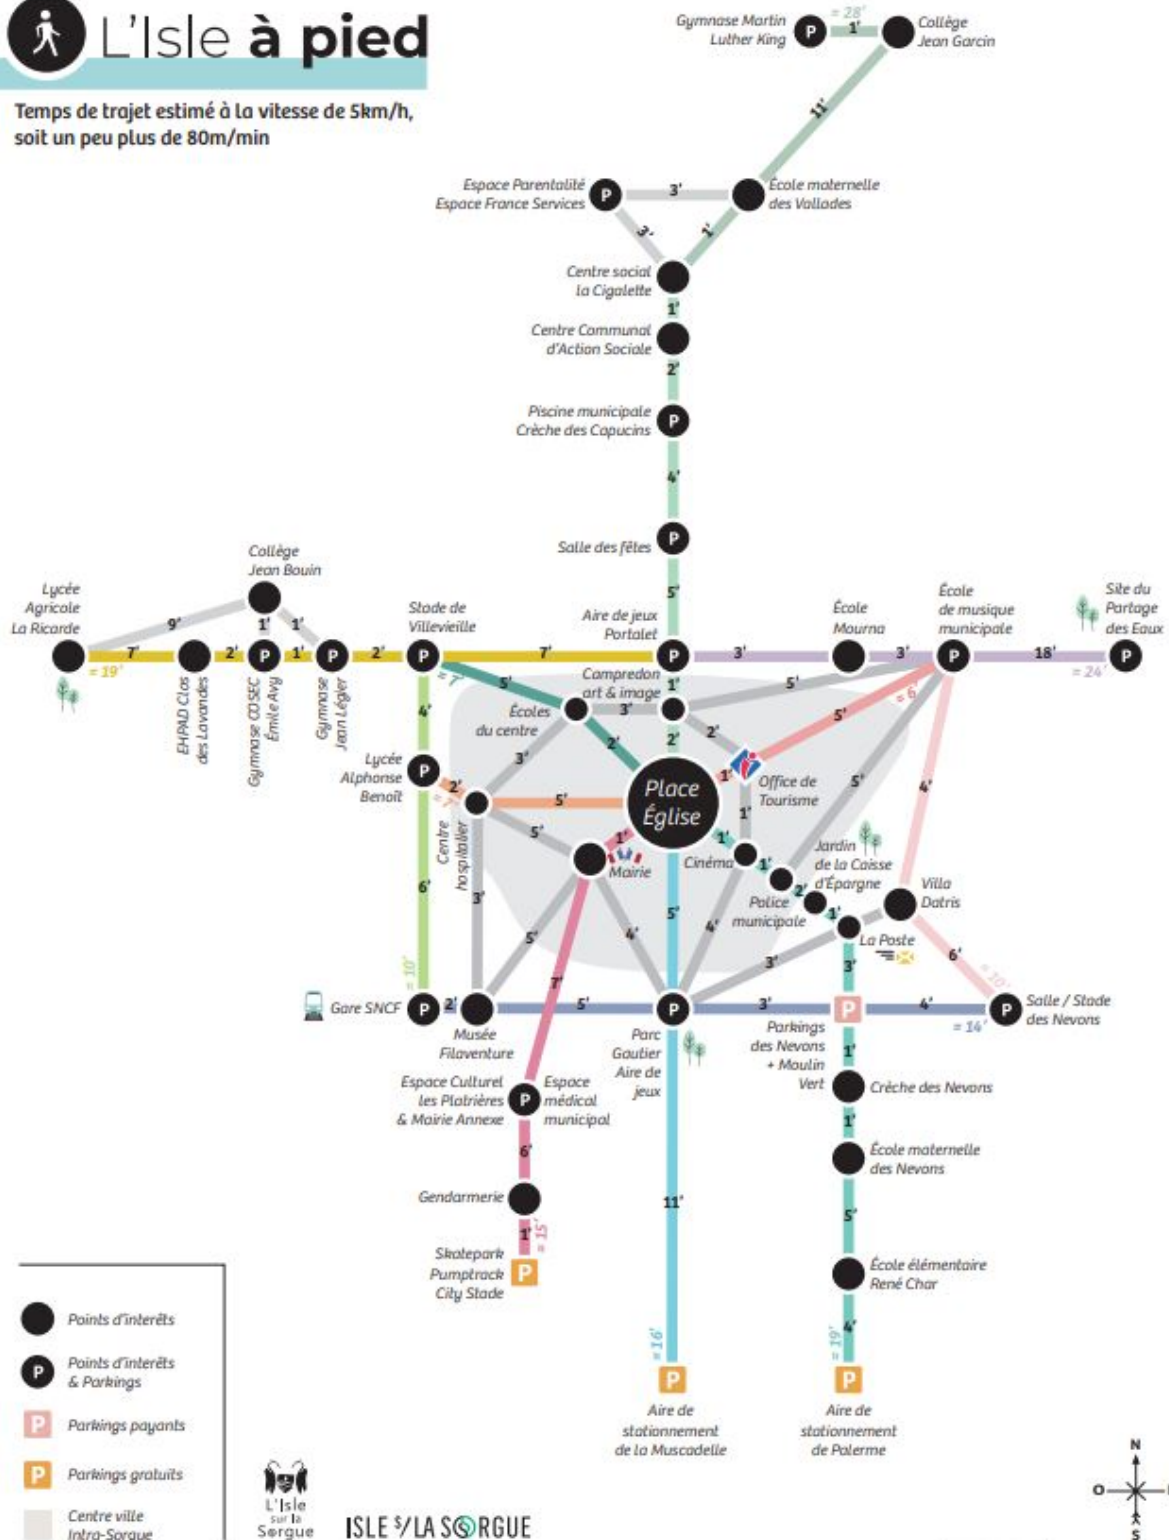 L'Isle à pied
Temps de trajet estimé à la vitesse de 5km/h,
soit un peu plus de 80m/min
Gymnase Martin
Luther King
P
= 28'
1'
Collège
Jean Garcin
11'
Espace Parentalité
Espace France Services
P
3'
École maternelle
des Vallades
3'
1'
Centre social
la Cigalette
1'
Centre Communal
d'Action Sociale
2'
Piscine municipale
Crèche des Capucins
P
4'
Salle des fêtes
P
5'
Collège
Jean Bouin
Lycée
Agricole
La Ricarde
9'
1'
1'
7'
= 19'
2'
P
1'
P
2'
EHPAD Clos
des Lavandes
Gymnase COSEC
Émile Avy
Gymnase
Jean Légier
Stade de
Villevieille
P
7'
= 7'
Aire de jeux
Portalet
P
3'
École
Mourna
3'
École
de musique
municipale
P
18'
= 24'
Site du
Partage
des Eaux
P
4'
5'
Écoles
du centre
3'
Campredon
art & image
1'
5'
2'
2'
2'
5'
= 6'
Lycée
Alphonse
Benoît
P
2'
= 7'
3'
5'
Centre
hospitalier
Place
Église
1'
Office de
Tourisme
1'
5'
4'
5'
1'
Mairie
1'
Cinéma
1'
Police
municipale
2'
Jardin
de la Caisse
d'Épargne
1'
La Poste
Villa
Datris
6'
3'
5'
4'
7'
5'
4'
3'
3'
6'
= 10'
= 10'
Gare SNCF
P
2'
Musée
Filaventure
5'
P
Parc
Gautier
Aire de
jeux
3'
P
Parkings
des Nevons
+ Moulin
Vert
4'
= 14'
P
Salle / Stade
des Nevons
1'
Crèche des Nevons
1'
École maternelle
des Nevons
5'
École élémentaire
René Char
4'
= 19'
P
Aire de
stationnement
de Palerme
Espace Culturel
les Platrières
& Mairie Annexe
P
Espace
médical
municipal
6'
Gendarmerie
1'
= 15'
Skatepark
Pumptrack
City Stade
P
11'
= 16'
P
Aire de
stationnement
de la Muscadelle
Points d'interêts
P
Points d'interêts
& Parkings
P
Parkings payants
P
Parkings gratuits
Centre ville
Intra-Sorgue
L'Isle
sur la
Sorgue
ISLE S/LA SORGUE
N
O
S